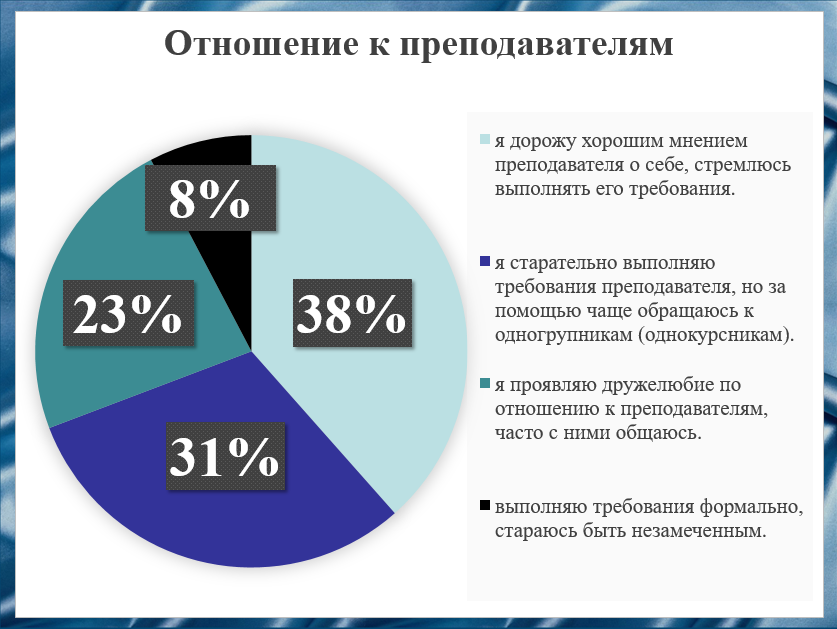 Отношение к преподавателям
8%
23%
38%
31%
я дорожу хорошим мнением
преподавателя о себе, стремлюсь
выполнять его требования.
я старательно выполняю
требования преподавателя, но за
помощью чаще обращаюсь к
одногрупникам (однокурсникам).
я проявляю дружелюбие по
отношению к преподавателям,
часто с ними общаюсь.
выполняю требования формально,
стараюсь быть незамеченным.